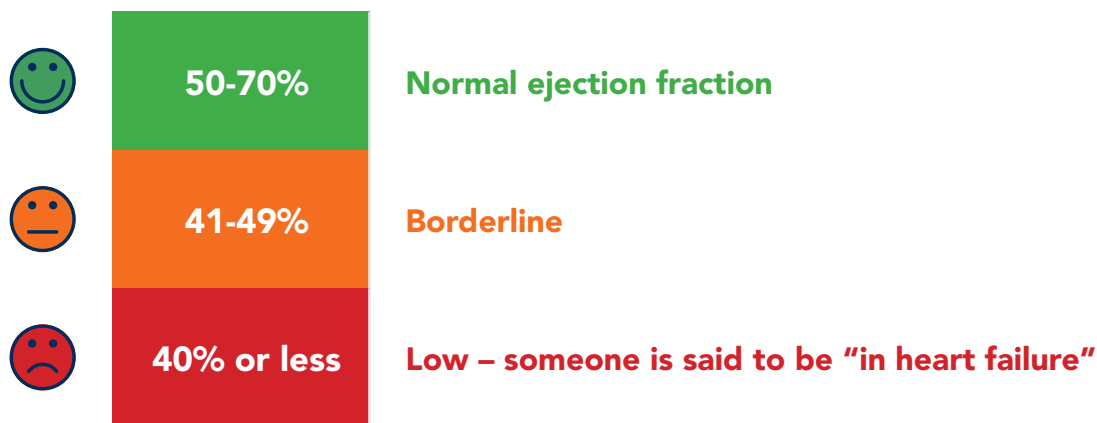 50-70% Normal ejection fraction
41-49% Borderline
40% or less Low – someone is said to be “in heart failure”